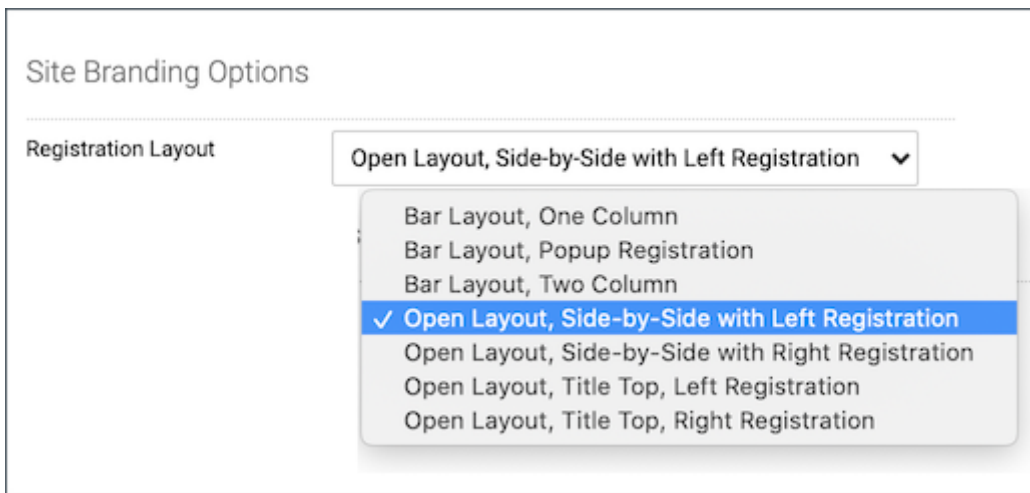 Site Branding Options
Registration Layout
Open Layout, Side-by-Side with Left Registration
Bar Layout, One Column
Bar Layout, Popup Registration
Bar Layout, Two Column
✓ Open Layout, Side-by-Side with Left Registration
Open Layout, Side-by-Side with Right Registration
Open Layout, Title Top, Left Registration
Open Layout, Title Top, Right Registration